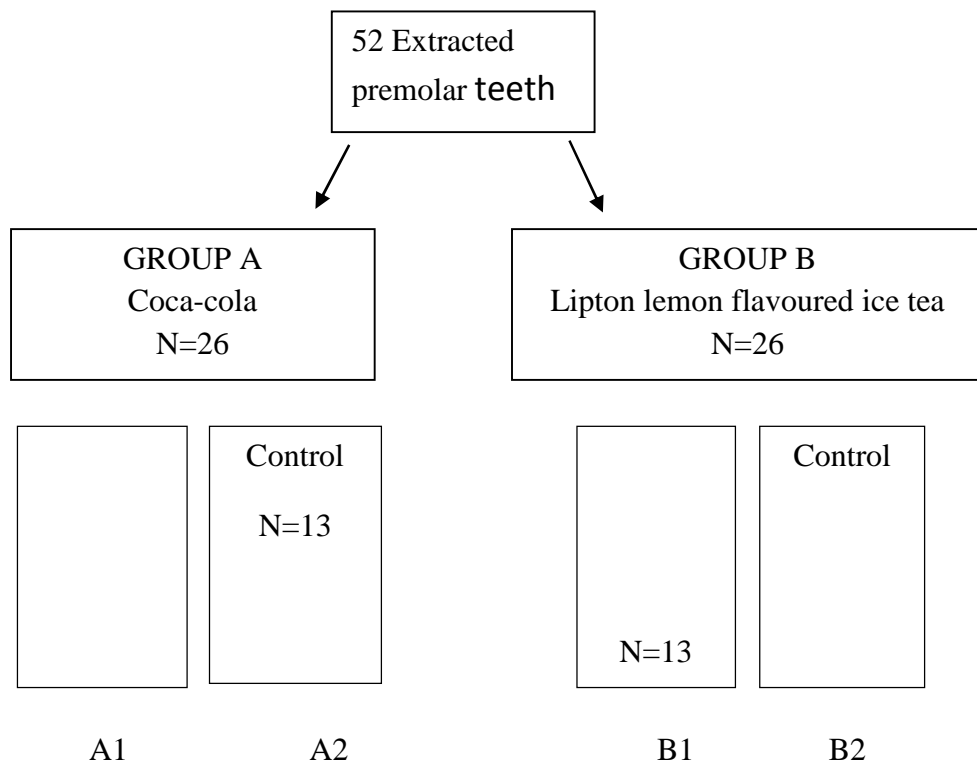 52 Extracted
premolar teeth
GROUP A
Coca-cola
N=26
GROUP B
Lipton lemon flavoured ice tea
N=26
Control
N=13
N=13
Control
A1
A2
B1
B2